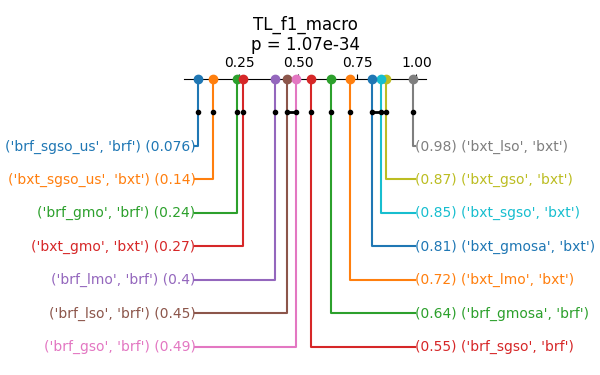 TL_f1_macro
p = 1.07e-34
0.25 0.50 0.75 1.00
('brf_sgso_us', 'brf') (0.076)
(0.98) ('bxt_lso', 'bxt')
('bxt_sgso_us', 'bxt') (0.14)
(0.87) ('bxt_gso', 'bxt')
('brf_gmo', 'brf') (0.24)
(0.85) ('bxt_sgso', 'bxt')
('bxt_gmo', 'bxt') (0.27)
(0.81) ('bxt_gmosa', 'bxt')
('brf_lmo', 'brf') (0.4)
(0.72) ('bxt_lmo', 'bxt')
('brf_lso', 'brf') (0.45)
(0.64) ('brf_gmosa', 'brf')
('brf_gso', 'brf') (0.49)
(0.55) ('brf_sgso', 'brf')